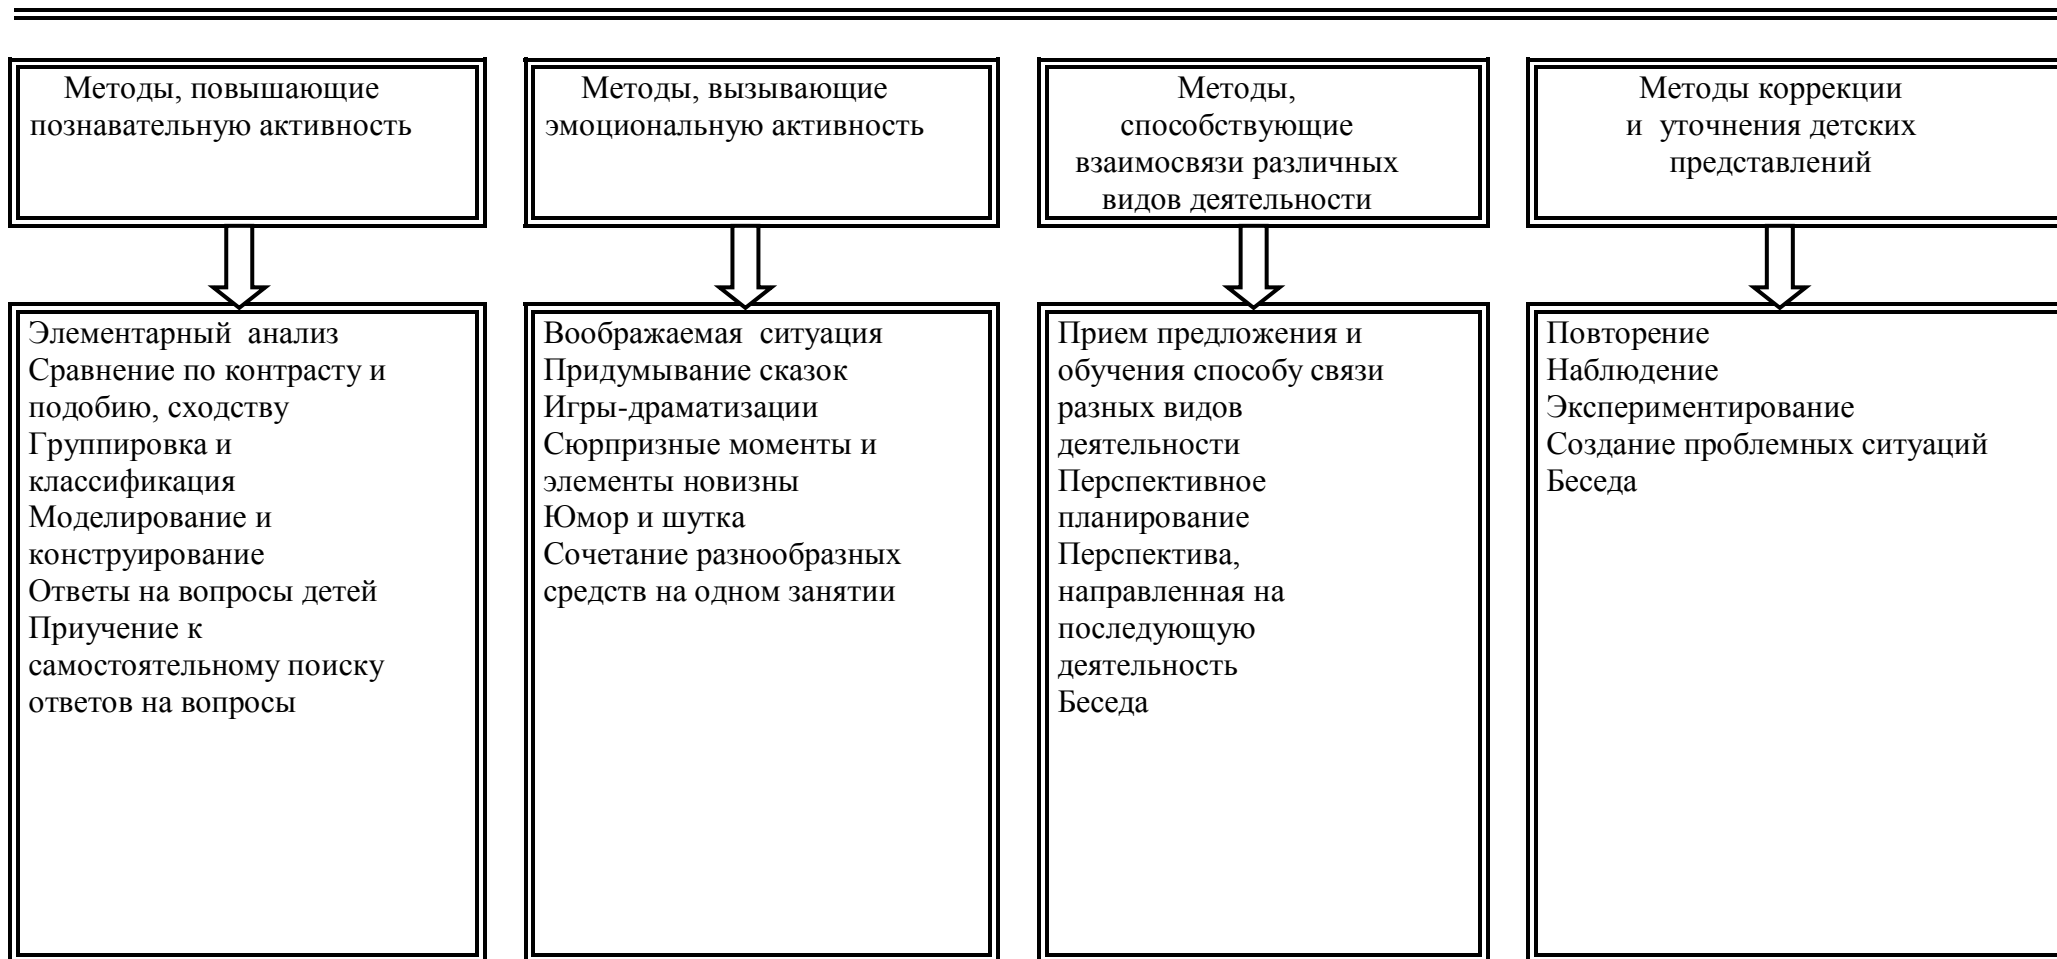 Методы, повышающие
познавательную активность
Методы, вызывающие
эмоциональную активность
Методы,
способствующие
взаимосвязи различных
видов деятельности
Методы коррекции
и уточнения детских
представлений
Элементарный анализ
Сравнение по контрасту и
подобию, сходству
Группировка и
классификация
Моделирование и
конструирование
Ответы на вопросы детей
Приучение к
самостоятельному поиску
ответов на вопросы
Воображаемая ситуация
Придумывание сказок
Игры-драматизации
Сюрпризные моменты и
элементы новизны
Юмор и шутка
Сочетание разнообразных
средств на одном занятии
Прием предложения и
обучения способу связи
разных видов
деятельности
Перспективное
планирование
Перспектива,
направленная на
последующую
деятельность
Беседа
Повторение
Наблюдение
Экспериментирование
Создание проблемных ситуаций
Беседа